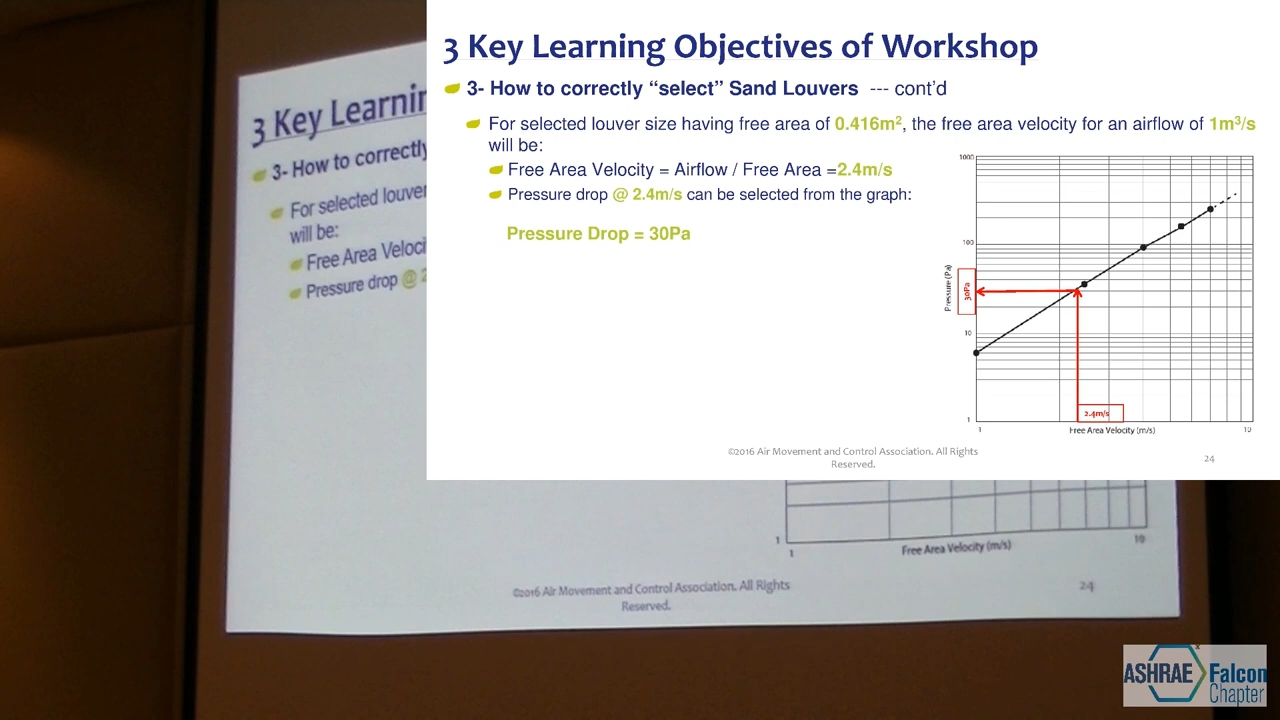 3 Key Learning Objectives of Workshop
3- How to correctly “select” Sand Louvers --- cont’d
For selected louver size having free area of 0.416m², the free area velocity for an airflow of 1m³/s
will be:
Free Area Velocity = Airflow / Free Area =2.4m/s
Pressure drop @ 2.4m/s can be selected from the graph:
Pressure Drop = 30Pa
1000
100
Pressure (Pa)
30Pa
10
1
2.4m/s
1
Free Area Velocity (m/s)
10
©2016 Air Movement and Control Association. All Rights
Reserved.
24
3 Key Learnin
3- How to correctly
For selected louver
will be:
Free Area Veloci
Pressure drop @ 2
1
1
Free Area Velocity (m/s)
10
©2016 Air Movement and Control Association. All Rights
Reserved.
24
ASHRAE
Falcon
Chapter